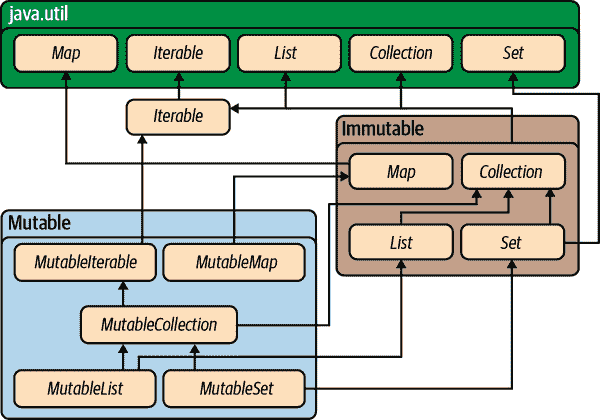 java.util
Map
Iterable
List
Collection
Set
Iterable
Immutable
Map
Collection
List
Set
Mutable
MutableIterable
MutableMap
MutableCollection
MutableList
MutableSet